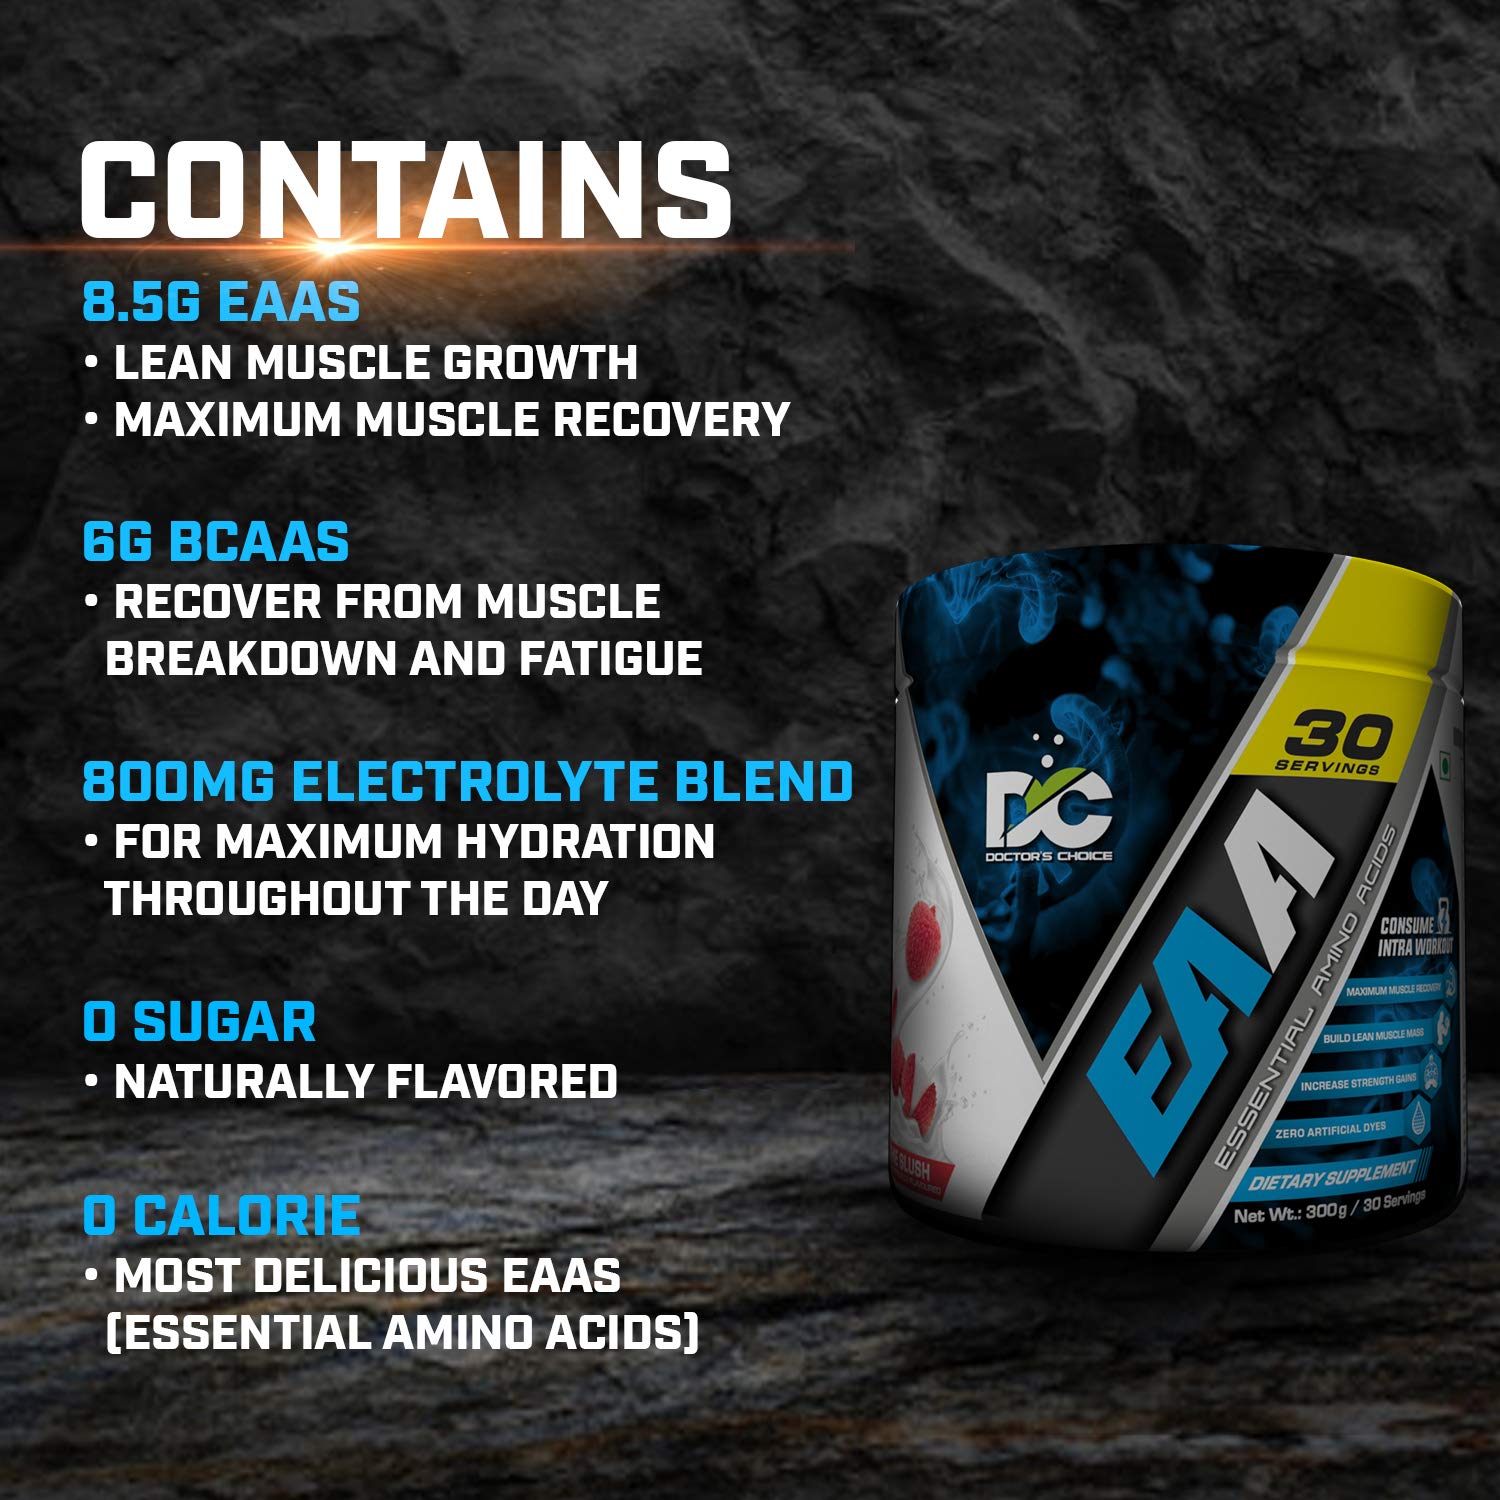 CONTAINS
8.5G EAAS
• LEAN MUSCLE GROWTH
• MAXIMUM MUSCLE RECOVERY
6G BCAAS
• RECOVER FROM MUSCLE
BREAKDOWN AND FATIGUE
800MG ELECTROLYTE BLEND
• FOR MAXIMUM HYDRATION
THROUGHOUT THE DAY
0 SUGAR
• NATURALLY FLAVORED
0 CALORIE
• MOST DELICIOUS EAAS
(ESSENTIAL AMINO ACIDS)
30
SERVINGS
DC
DOCTOR'S CHOICE
EAA
ESSENTIAL AMINO ACIDS
CONSUME
INTRA WORKOUT
MAXIMUM MUSCLE RECOVERY
BUILD LEAN MUSCLE MASS
INCREASE STRENGTH GAINS
ZERO ARTIFICIAL DYES
DIETARY SUPPLEMENT
Net Wt.: 300g / 30 Servings
SLUSH